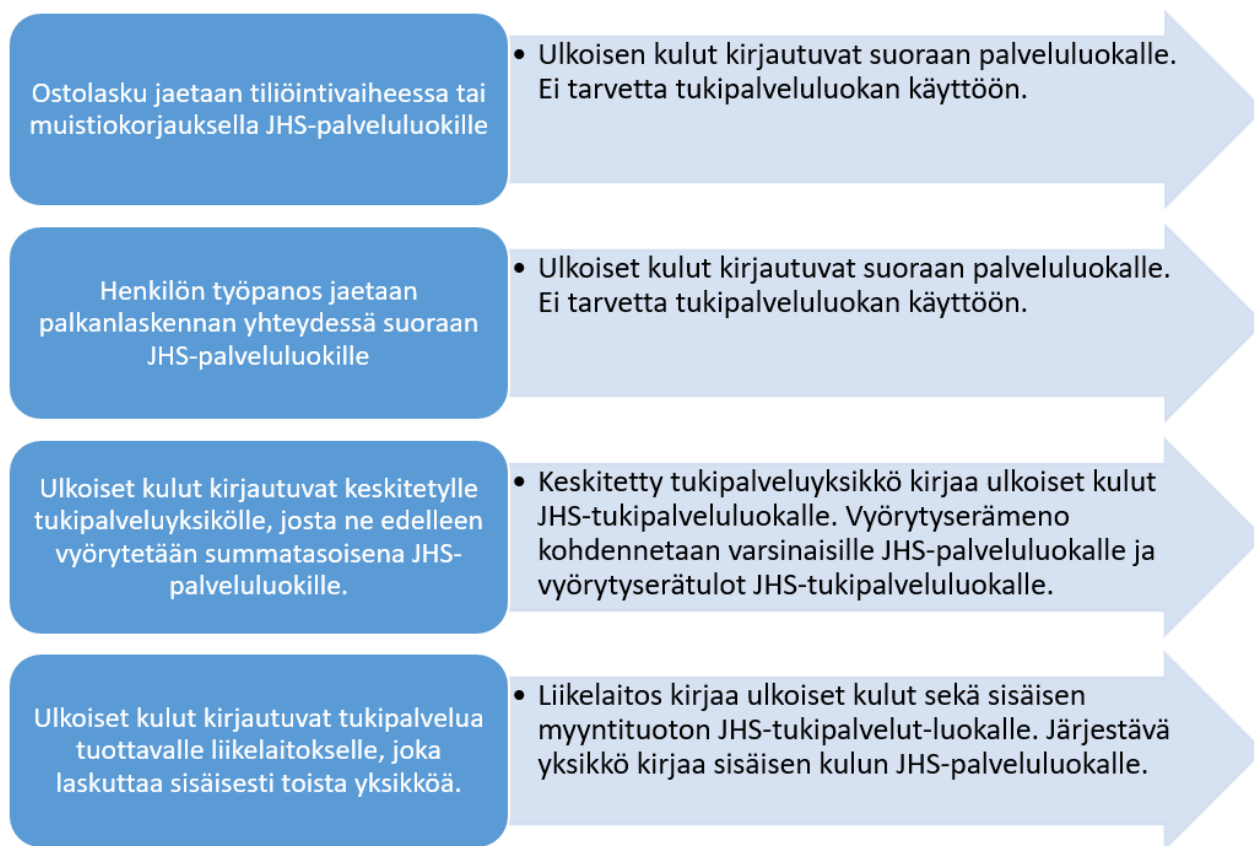 Ostolasku jaetaan tiliöintivaiheessa tai
muistiokorjauksella JHS-palveluluokille
• Ulkoisen kulut kirjautuvat suoraan palveluluokalle.
Ei tarvetta tukipalveluluokan käyttöön.
Henkilön työpanos jaetaan
palkanlaskennan yhteydessä suoraan
JHS-palveluluokille
• Ulkoiset kulut kirjautuvat suoraan palveluluokalle.
Ei tarvetta tukipalveluluokan käyttöön.
Ulkoiset kulut kirjautuvat keskitetylle
tukipalveluyksikölle, josta ne edelleen
vyörytetään summatasoisena JHS-
palveluluokille.
• Keskitetty tukipalveluyksikkö kirjaa ulkoiset kulut
JHS-tukipalveluluokalle. Vyörytyserämeno
kohdennetaan varsinaisille JHS-palveluluokalle ja
vyörytyserätulot JHS-tukipalveluluokalle.
Ulkoiset kulut kirjautuvat tukipalvelua
tuottavalle liikelaitokselle, joka
laskuttaa sisäisesti toista yksikköä.
• Liikelaitos kirjaa ulkoiset kulut sekä sisäisen
myyntituoton JHS-tukipalvelut-luokalle. Järjestävä
yksikkö kirjaa sisäisen kulun JHS-palveluluokalle.